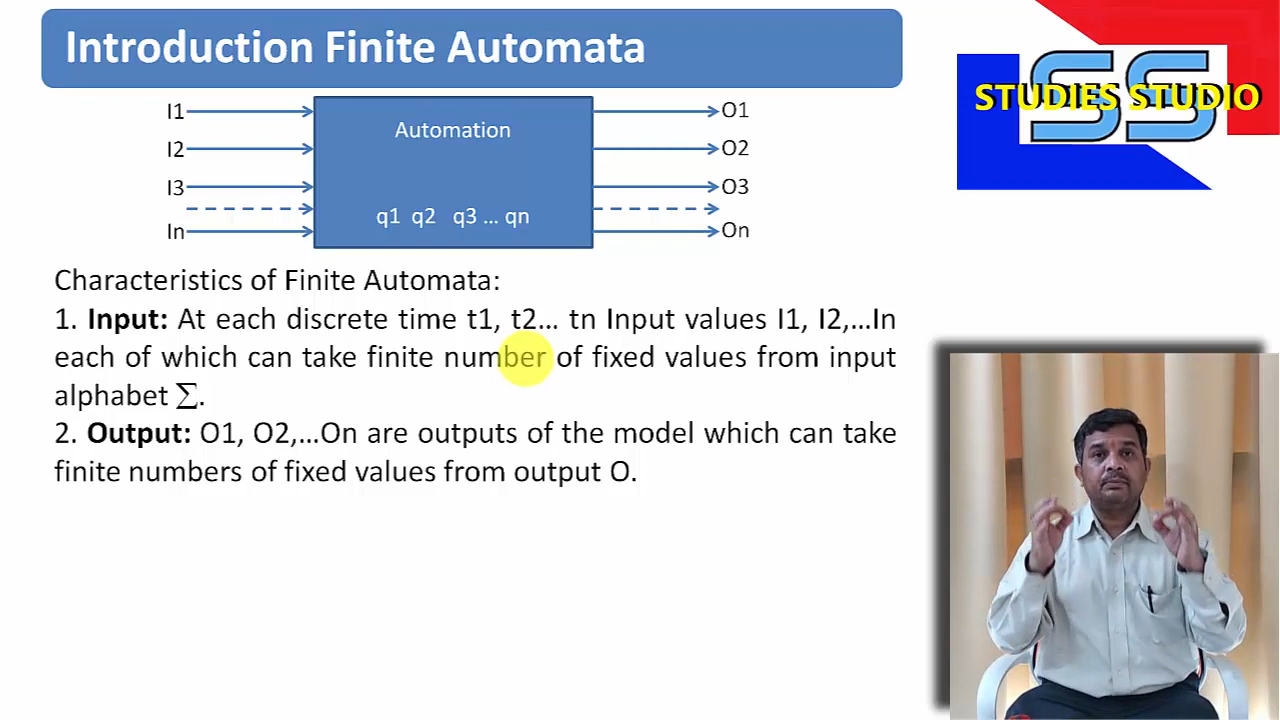 Introduction Finite Automata
SS
STUDIES STUDIO
I1
O1
Automation
I2
O2
I3
O3
q1 q2 q3 ... qn
In
On
Characteristics of Finite Automata:
1. Input: At each discrete time t1, t2... tn Input values I1, I2,...In
each of which can take finite number of fixed values from input
alphabet ∑.
2. Output: O1, O2,...On are outputs of the model which can take
finite numbers of fixed values from output O.